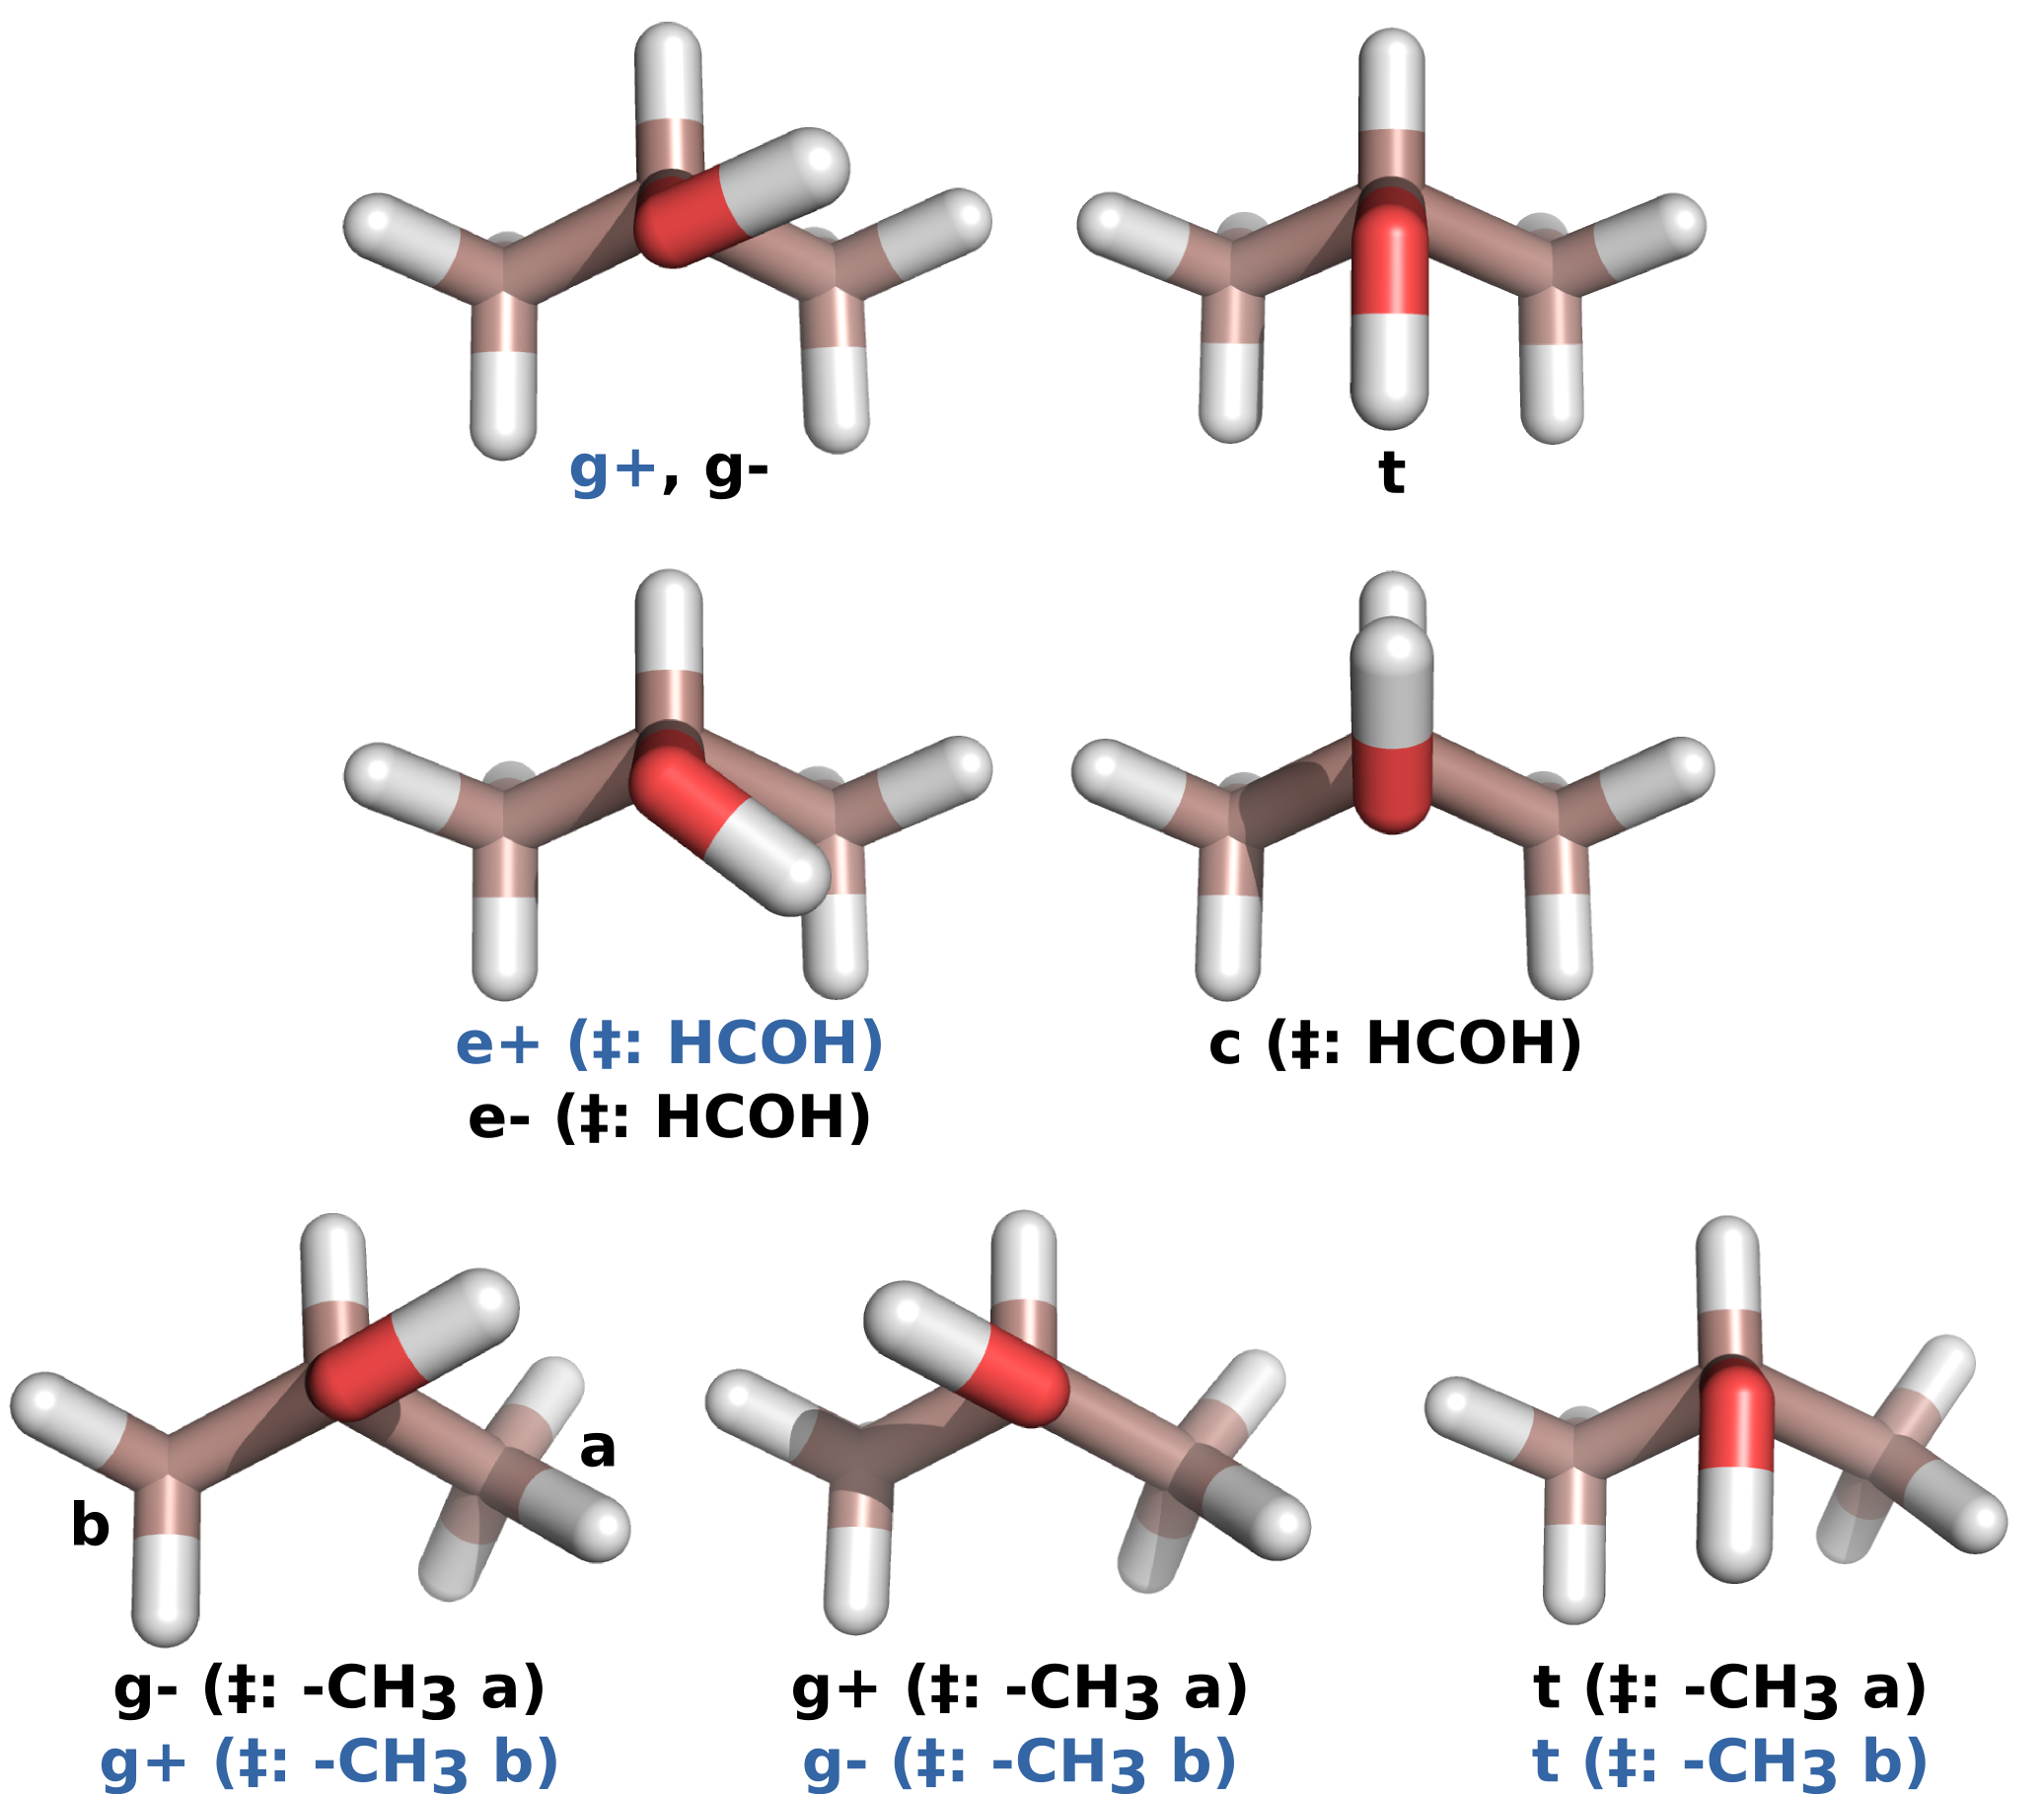 g+, g-
t
e+ (‡: HCOH)
e- (‡: HCOH)
c (‡: HCOH)
a
b
g- (‡: -CH3 a)
g+ (‡: -CH3 b)
g+ (‡: -CH3 a)
g- (‡: -CH3 b)
t (‡: -CH3 a)
t (‡: -CH3 b)